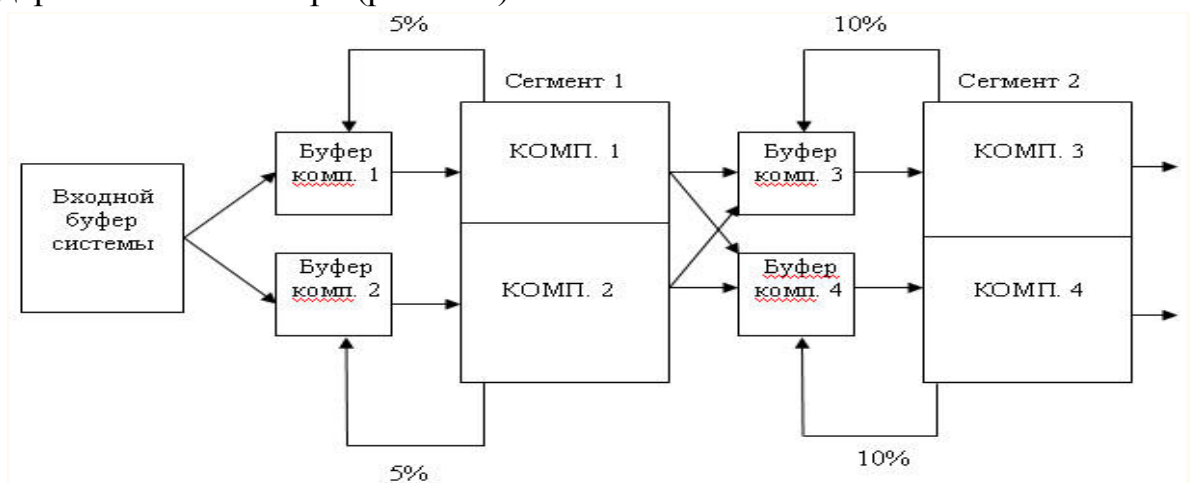 5%
10%
Сегмент 1
Сегмент 2
Буфер
комп. 1
КОМП. 1
Буфер
комп. 3
КОМП. 3
Входной
буфер
системы
Буфер
комп. 2
КОМП. 2
Буфер
комп. 4
КОМП. 4
5%
10%